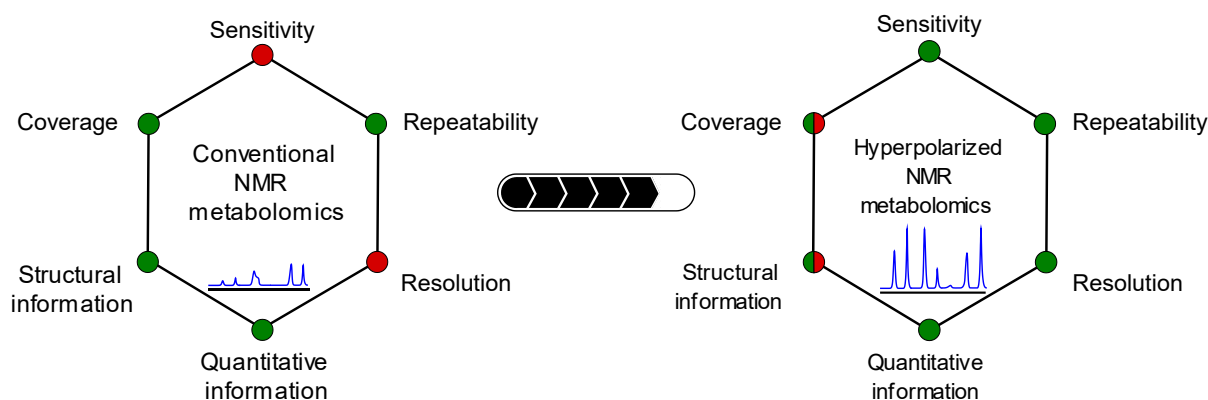 Sensitivity
Coverage
Repeatability
Conventional
NMR
metabolomics
Structural
information
Resolution
Quantitative
information
Sensitivity
Coverage
Repeatability
Hyperpolarized
NMR
metabolomics
Structural
information
Resolution
Quantitative
information